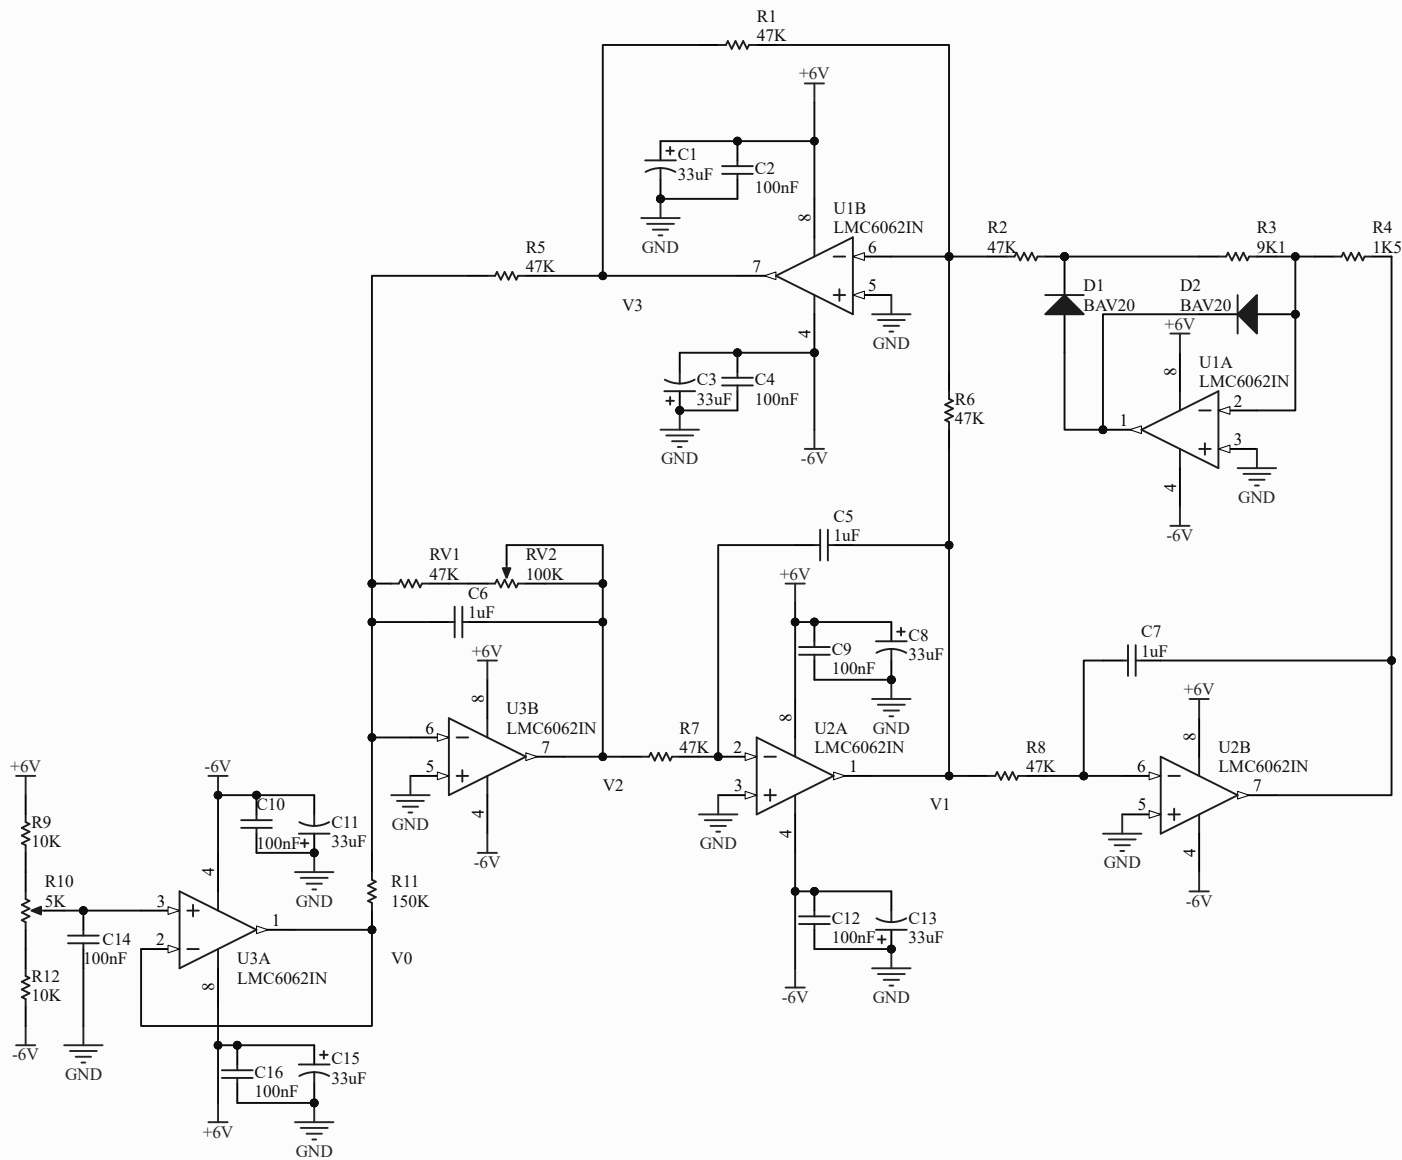 R1
47K
+6V
C1
33uF
C2
100nF
GND
8
U1B
LMC6062IN
R5
47K
7
6
5
V3
4
GND
R2
47K
R3
9K1
R4
1K5
D1
BAV20
D2
BAV20
+6V
8
U1A
LMC6062IN
1
2
3
4
GND
-6V
C3
33uF
C4
100nF
GND
-6V
R6
47K
C5
1uF
RV1
47K
RV2
100K
C6
1uF
+6V
8
U3B
LMC6062IN
6
5
7
GND
4
-6V
V2
R7
47K
+6V
C9
100nF
C8
33uF
GND
8
U2A
LMC6062IN
2
3
1
GND
4
V1
C12
100nF
C13
33uF
GND
-6V
R8
47K
C7
1uF
+6V
8
U2B
LMC6062IN
6
5
7
GND
4
-6V
+6V
R9
10K
R10
5K
R12
10K
-6V
C14
100nF
GND
-6V
C10
100nF
C11
33uF
GND
4
3
2
1
U3A
LMC6062IN
8
R11
150K
V0
C16
100nF
C15
33uF
GND
+6V